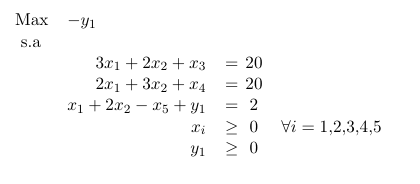 Max −y₁
s.a
3x₁ + 2x₂ + x₃ = 20
2x₁ + 3x₂ + x₄ = 20
x₁ + 2x₂ − x₅ + y₁ = 2
xᵢ ≥ 0 ∀i = 1,2,3,4,5
y₁ ≥ 0